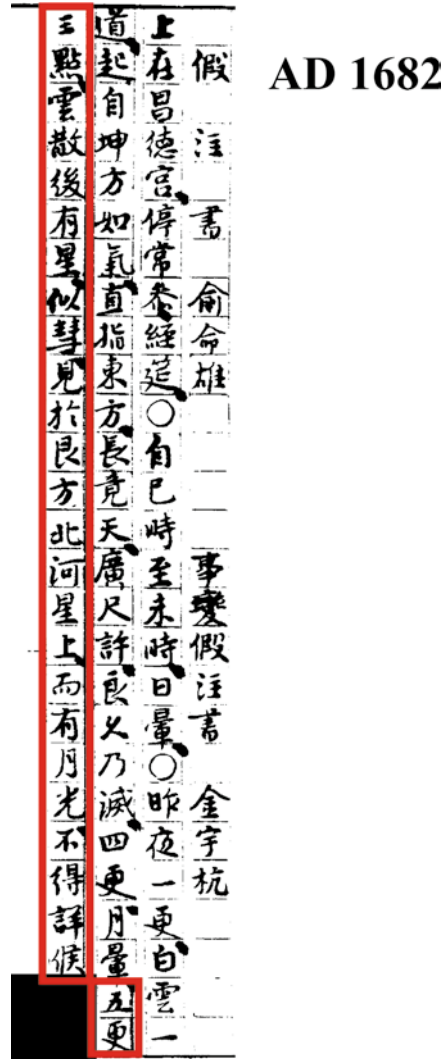 AD 1682
假注書 俞命雄 事變假注書 金宇杭
上在昌德宮停常參經筵○自巳時至未時日暈○昨夜一更白雲一
道起自坤方如氣直指東方長竟天廣尺許良久乃滅四更月暈五更
三點雲散後有星似彗見於艮方北河星上而有月光不得詳候